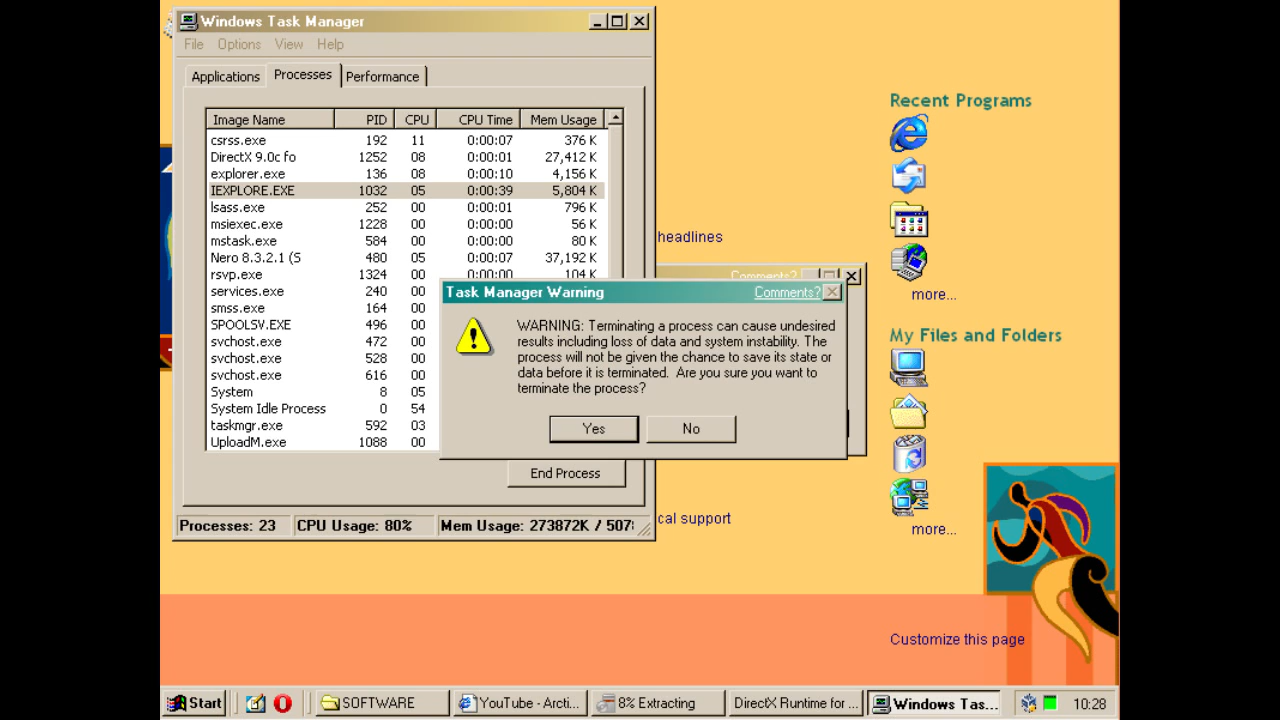 Windows Task Manager
File Options View Help
Applications Processes Performance
Image Name PID CPU CPU Time Mem Usage
csrss.exe 192 11 0:00:07 376 K
DirectX 9.0c fo 1252 08 0:00:01 27,412 K
explorer.exe 136 08 0:00:10 4,156 K
IEXPLORE.EXE 1032 05 0:00:39 5,804 K
lsass.exe 252 00 0:00:01 796 K
msiexec.exe 1228 00 0:00:00 56 K
mstask.exe 584 00 0:00:00 80 K
Nero 8.3.2.1 (S 480 05 0:00:07 37,192 K
rsvp.exe 1324 00 0:00:00 104 K
services.exe 240 00
smss.exe 164 00
SPOOLSV.EXE 496 00
svchost.exe 472 00
svchost.exe 528 00
svchost.exe 616 00
System 8 05
System Idle Process 0 54
taskmgr.exe 592 03
UploadM.exe 1088 00
End Process
Processes: 23 CPU Usage: 80% Mem Usage: 273872K / 507
headlines
Comments?
Task Manager Warning Comments?
WARNING: Terminating a process can cause undesired
results including loss of data and system instability. The
process will not be given the chance to save its state or
data before it is terminated. Are you sure you want to
terminate the process?
Yes No
cal support
Recent Programs
more...
My Files and Folders
more...
Customize this page
Start SOFTWARE YouTube - Arcti... 8% Extracting DirectX Runtime for ... Windows Tas... 10:28